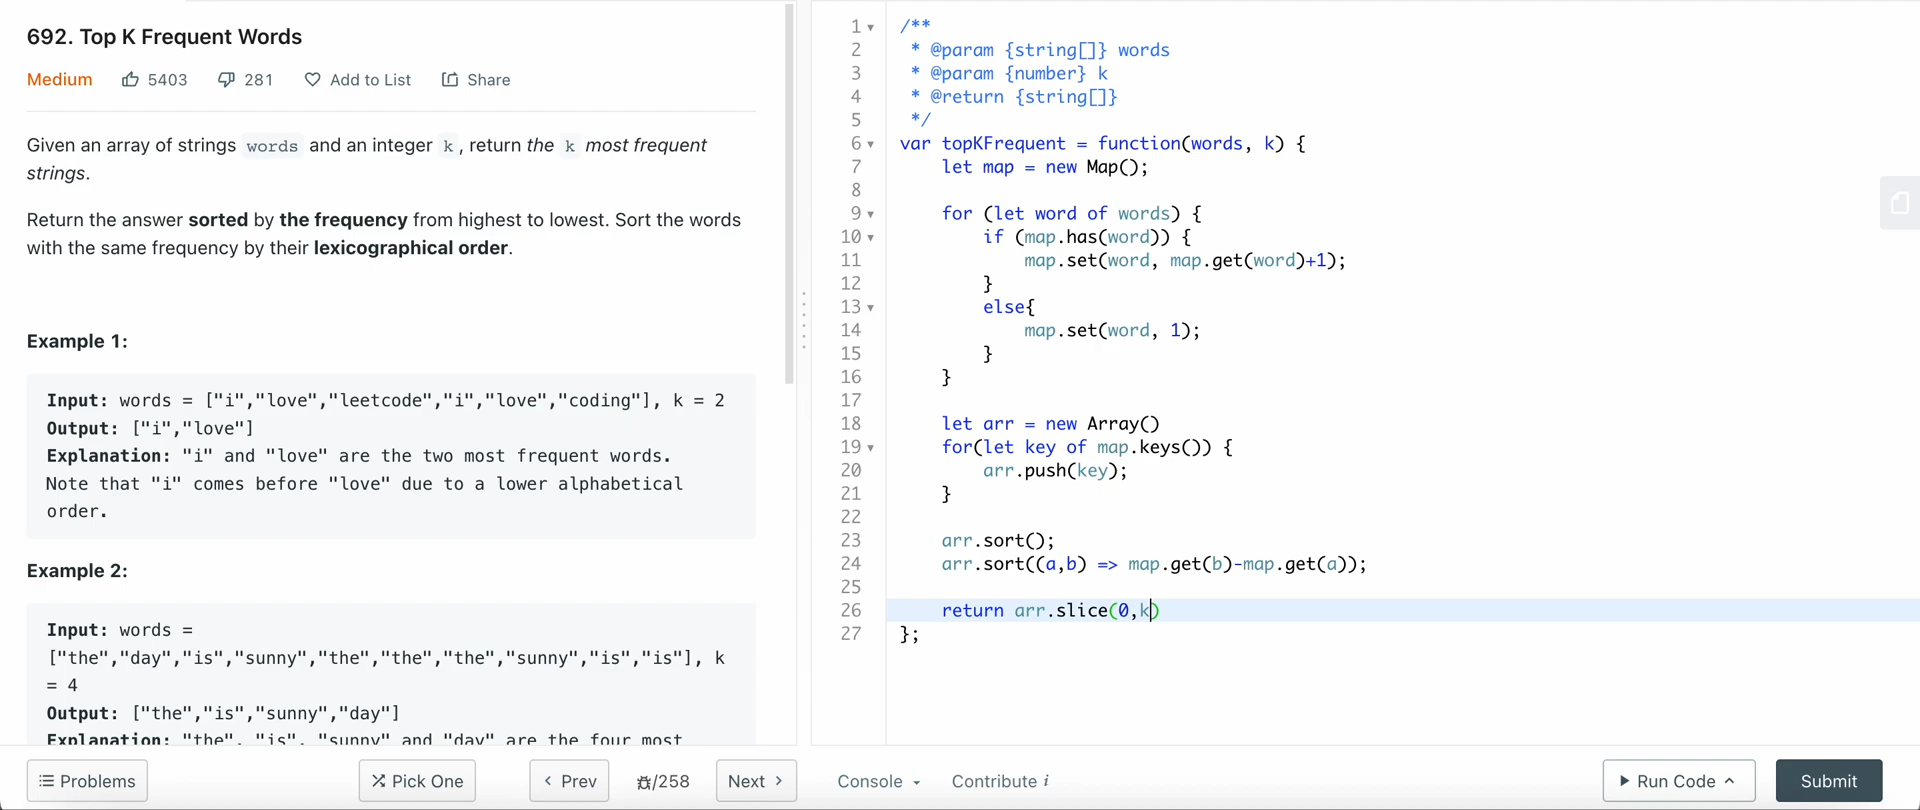 692. Top K Frequent Words
Medium 5403 281 Add to List Share
Given an array of strings words and an integer k , return the k most frequent
strings.
Return the answer sorted by the frequency from highest to lowest. Sort the words
with the same frequency by their lexicographical order.
Example 1:
Input: words = ["i","love","leetcode","i","love","coding"], k = 2
Output: ["i","love"]
Explanation: "i" and "love" are the two most frequent words.
Note that "i" comes before "love" due to a lower alphabetical
order.
Example 2:
Input: words =
["the","day","is","sunny","the","the","the","sunny","is","is"], k
= 4
Output: ["the","is","sunny","day"]
Explanation: "the", "is", "sunny" and "day" are the four most
Problems Pick One < Prev /258 Next >
1 /**
2 * @param {string[]} words
3 * @param {number} k
4 * @return {string[]}
5 */
6 var topKFrequent = function(words, k) {
7 let map = new Map();
8
9 for (let word of words) {
10 if (map.has(word)) {
11 map.set(word, map.get(word)+1);
12 }
13 else{
14 map.set(word, 1);
15 }
16 }
17
18 let arr = new Array()
19 for(let key of map.keys()) {
20 arr.push(key);
21 }
22
23 arr.sort();
24 arr.sort((a,b) => map.get(b)-map.get(a));
25
26 return arr.slice(0,k)
27 };
Console Contribute i Run Code Submit